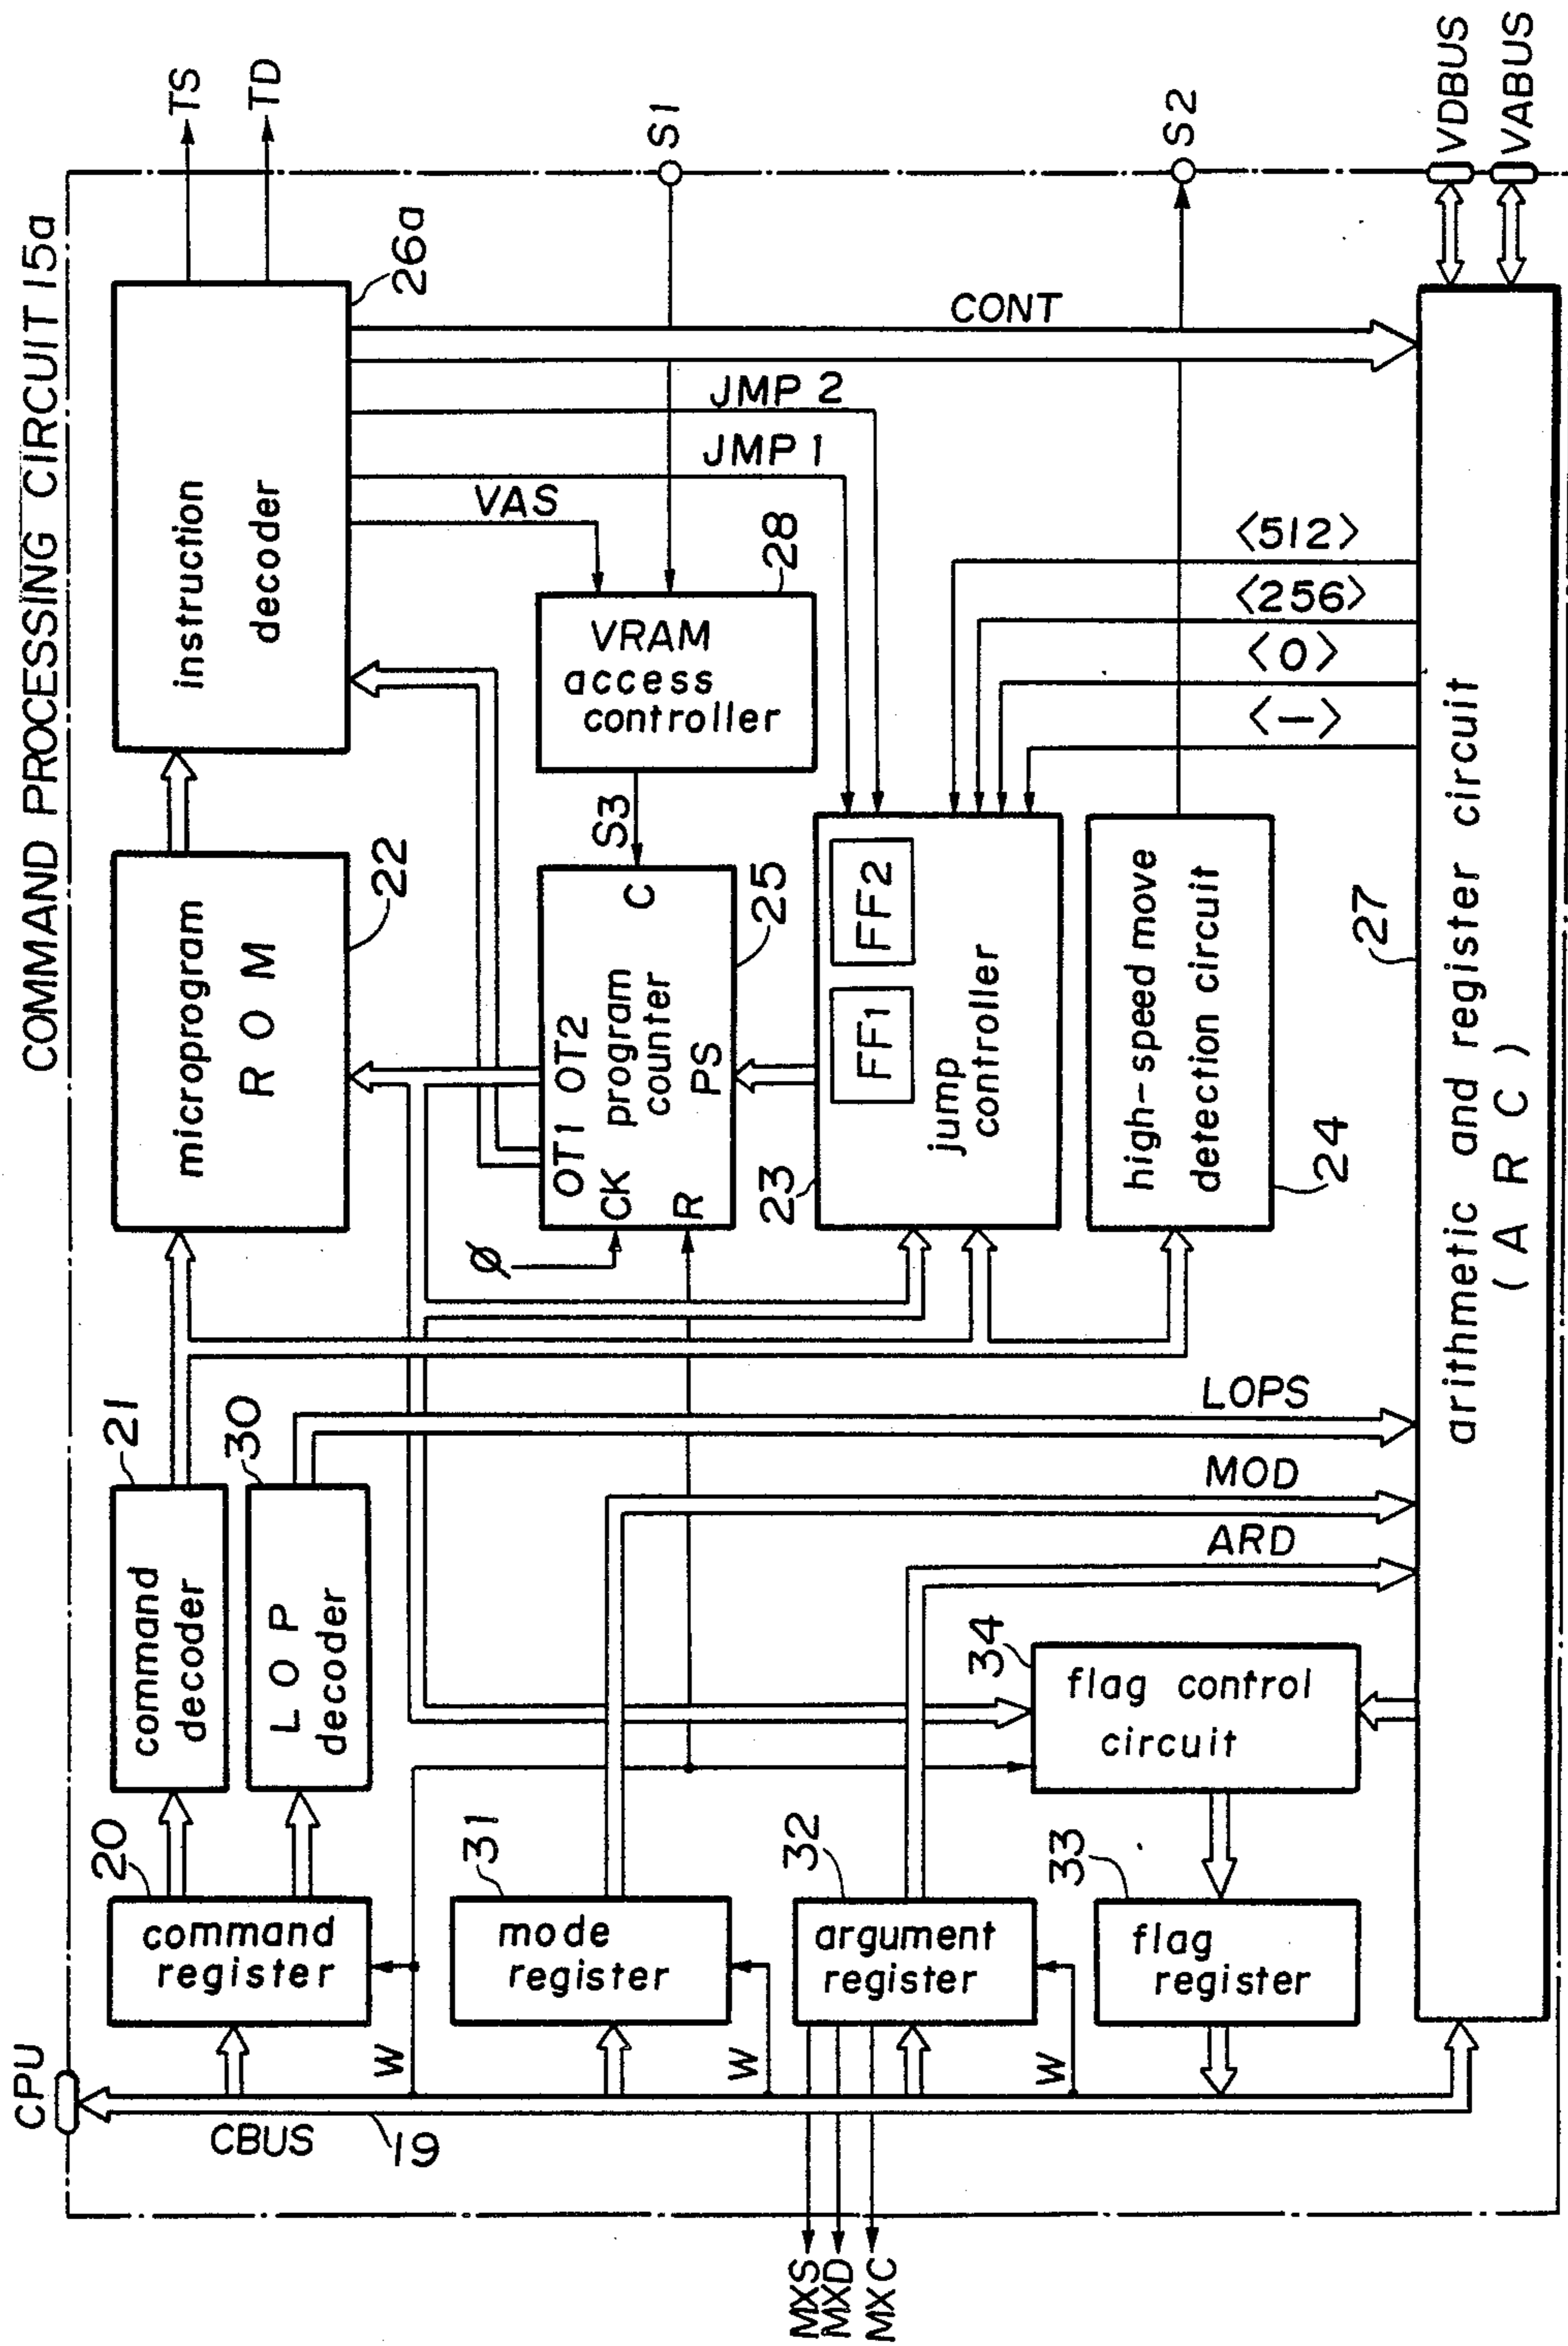 COMMAND PROCESSING CIRCUIT 15a
CPU
CBUS
19
20
command
register
W
21
command
decoder
30
L O P
decoder
microprogram
R O M
22
instruction
decoder
26a
TS
TD
31
mode
register
W
Ø
OT1 OT2
CK
program
counter
C
R
PS
25
S3
VRAM
access
controller
28
VAS
JMP 1
JMP 2
CONT
S1
MXS
MXD
MXC
32
argument
register
W
34
flag control
circuit
33
flag
register
23
FF1
FF2
jump
controller
high-speed move
detection circuit
24
S2
ARD
MOD
LOPS
<->
<0>
<256>
<512>
27
arithmetic and register circuit
( A R C )
VDBUS
VABUS